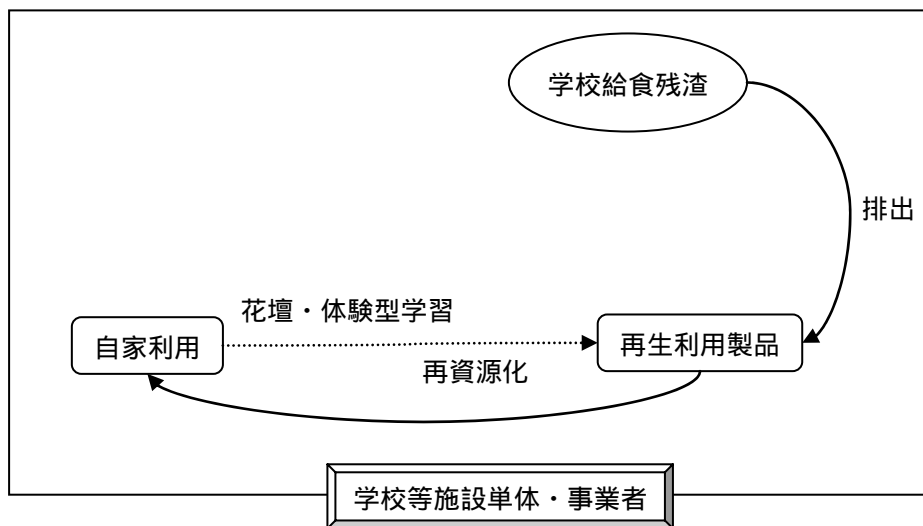 学校給食残渣
排出
花壇・体験型学習
自家利用
再生利用製品
再資源化
学校等施設単体・事業者